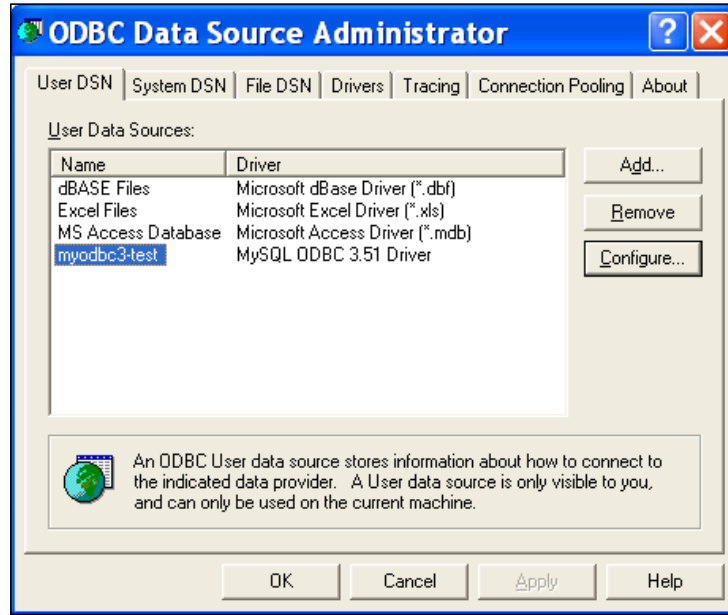 ODBC Data Source Administrator
User DSN System DSN File DSN Drivers Tracing Connection Pooling About
User Data Sources:
Name Driver
dBASE Files Microsoft dBase Driver (*.dbf)
Excel Files Microsoft Excel Driver (*.xls)
MS Access Database Microsoft Access Driver (*.mdb)
myodbc3-test MySQL ODBC 3.51 Driver
Add...
Remove
Configure...
An ODBC User data source stores information about how to connect to
the indicated data provider. A User data source is only visible to you,
and can only be used on the current machine.
OK Cancel Apply Help